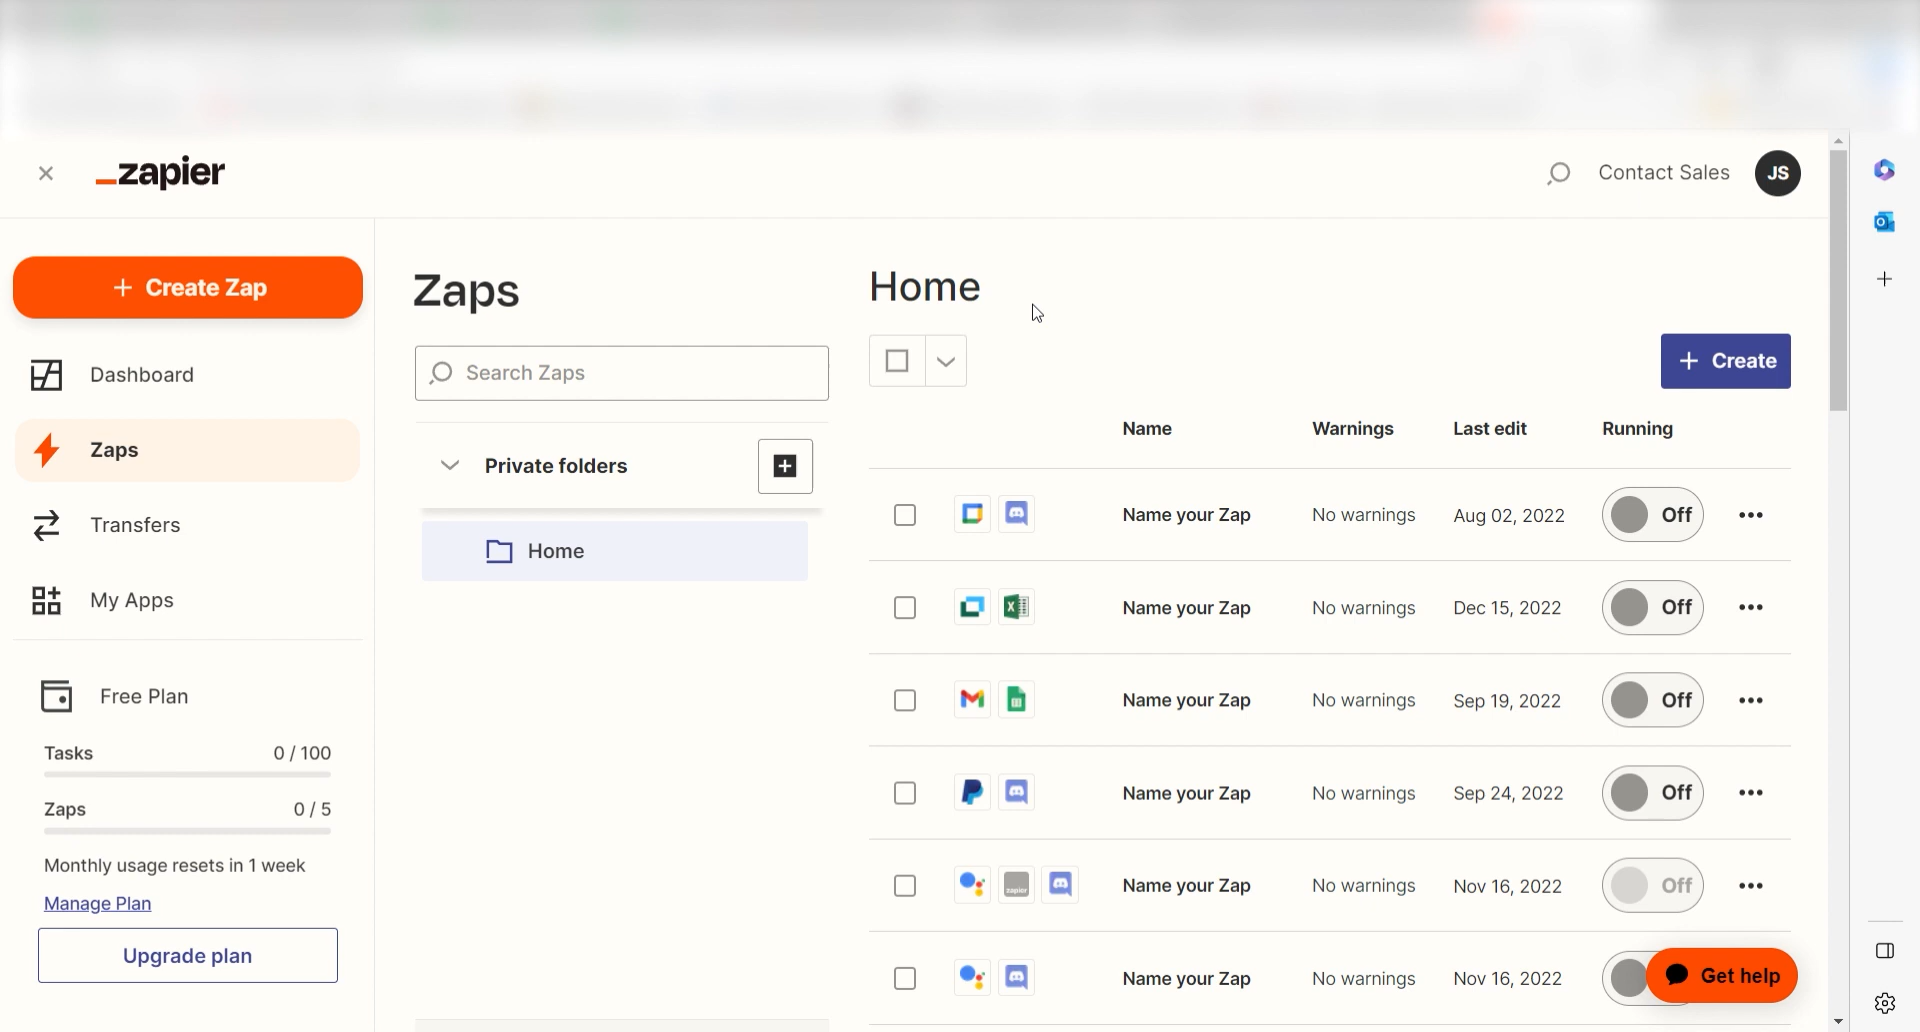 zapier
Contact Sales
JS
+ Create Zap
Dashboard
Zaps
Transfers
My Apps
Free Plan
Tasks 0 / 100
Zaps 0 / 5
Monthly usage resets in 1 week
Manage Plan
Upgrade plan
Zaps
Search Zaps
Private folders
Home
Home
+ Create
Name Warnings Last edit Running
Name your Zap No warnings Aug 02, 2022 Off
Name your Zap No warnings Dec 15, 2022 Off
Name your Zap No warnings Sep 19, 2022 Off
Name your Zap No warnings Sep 24, 2022 Off
zapier Name your Zap No warnings Nov 16, 2022 Off
Name your Zap No warnings Nov 16, 2022
Get help